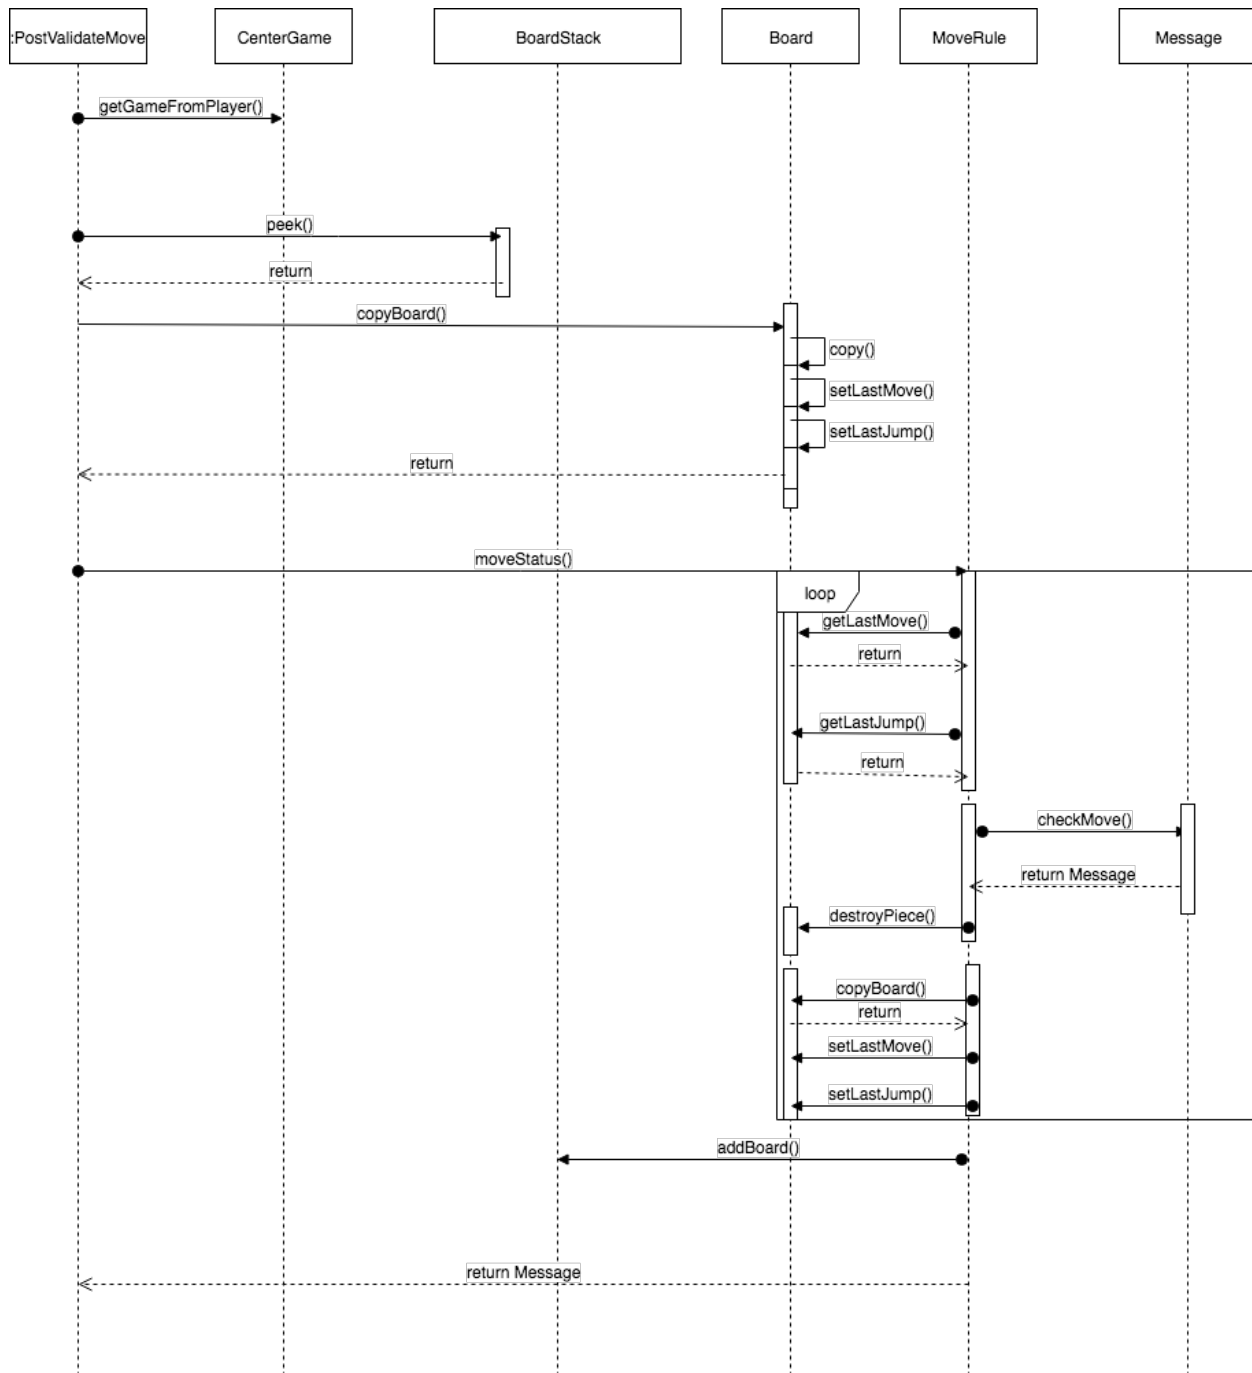 :PostValidateMove
CenterGame
BoardStack
Board
MoveRule
Message
getGameFromPlayer()
peek()
return
copyBoard()
copy()
setLastMove()
setLastJump()
return
moveStatus()
loop
getLastMove()
return
getLastJump()
return
checkMove()
return Message
destroyPiece()
copyBoard()
return
setLastMove()
setLastJump()
addBoard()
return Message